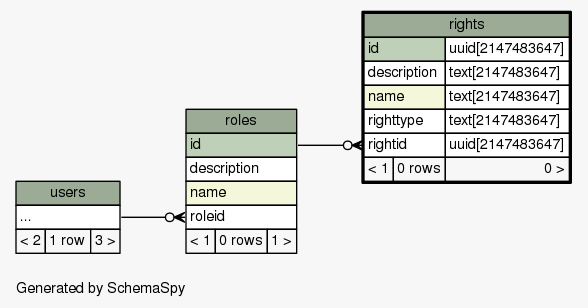 rights
id uuid[2147483647]
description text[2147483647]
name text[2147483647]
righttype text[2147483647]
rightid uuid[2147483647]
< 1 0 rows 0 >
roles
id
description
name
roleid
< 1 0 rows 1 >
users
...
< 2 1 row 3 >
Generated by SchemaSpy